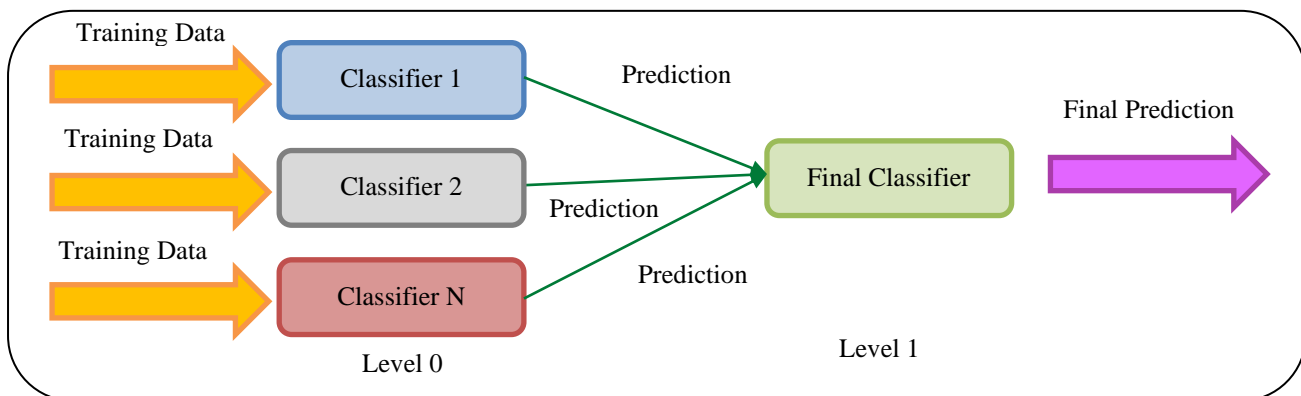 Training Data
Classifier 1
Prediction
Training Data
Classifier 2
Prediction
Training Data
Classifier N
Prediction
Level 0
Final Classifier
Level 1
Final Prediction